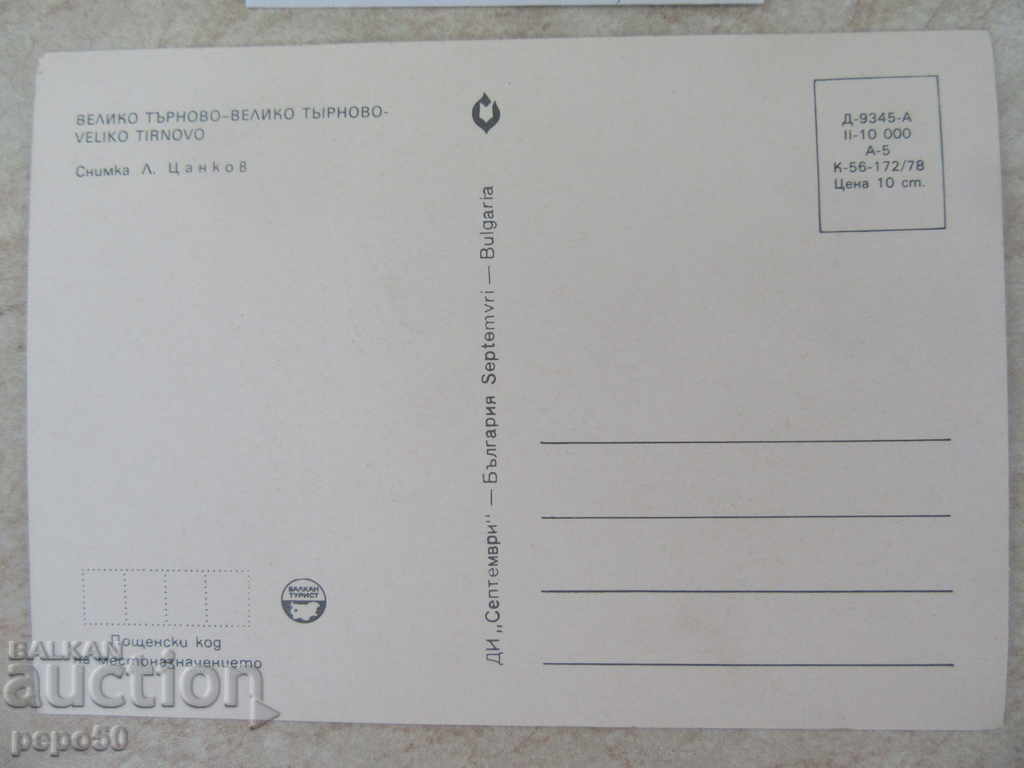 ВЕЛИКО ТЪРНОВО-ВЕЛИКО ТЫРНОВО-
VELIKO TIRNOVO
Снимка Л. Цанков
ДИ „Септември" — България Septemvri — Bulgaria
Д-9345-А
II-10 000
А-5
К-56-172/78
Цена 10 ст.
БАЛКАН
ТУРИСТ
Пощенски код
на местоназначението
BALKAN
auction
pepo50